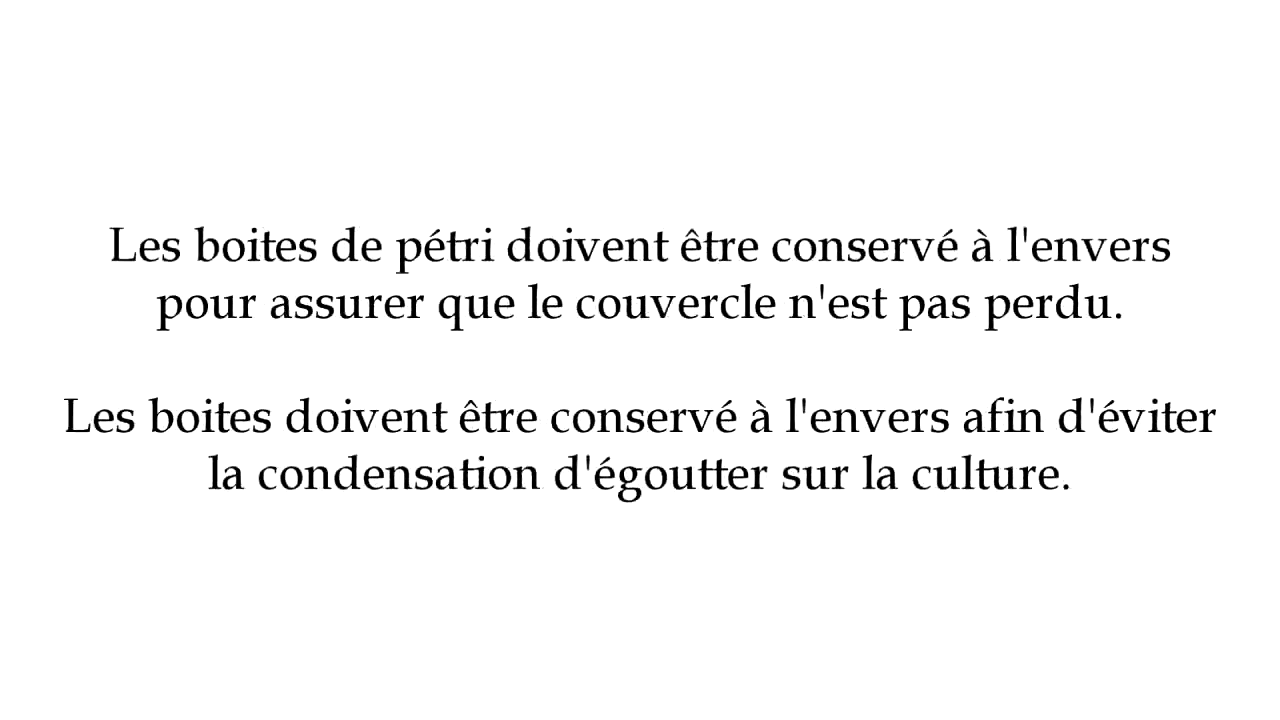 Les boites de pétri doivent être conservé à l'envers
pour assurer que le couvercle n'est pas perdu.
Les boites doivent être conservé à l'envers afin d'éviter
la condensation d'égoutter sur la culture.